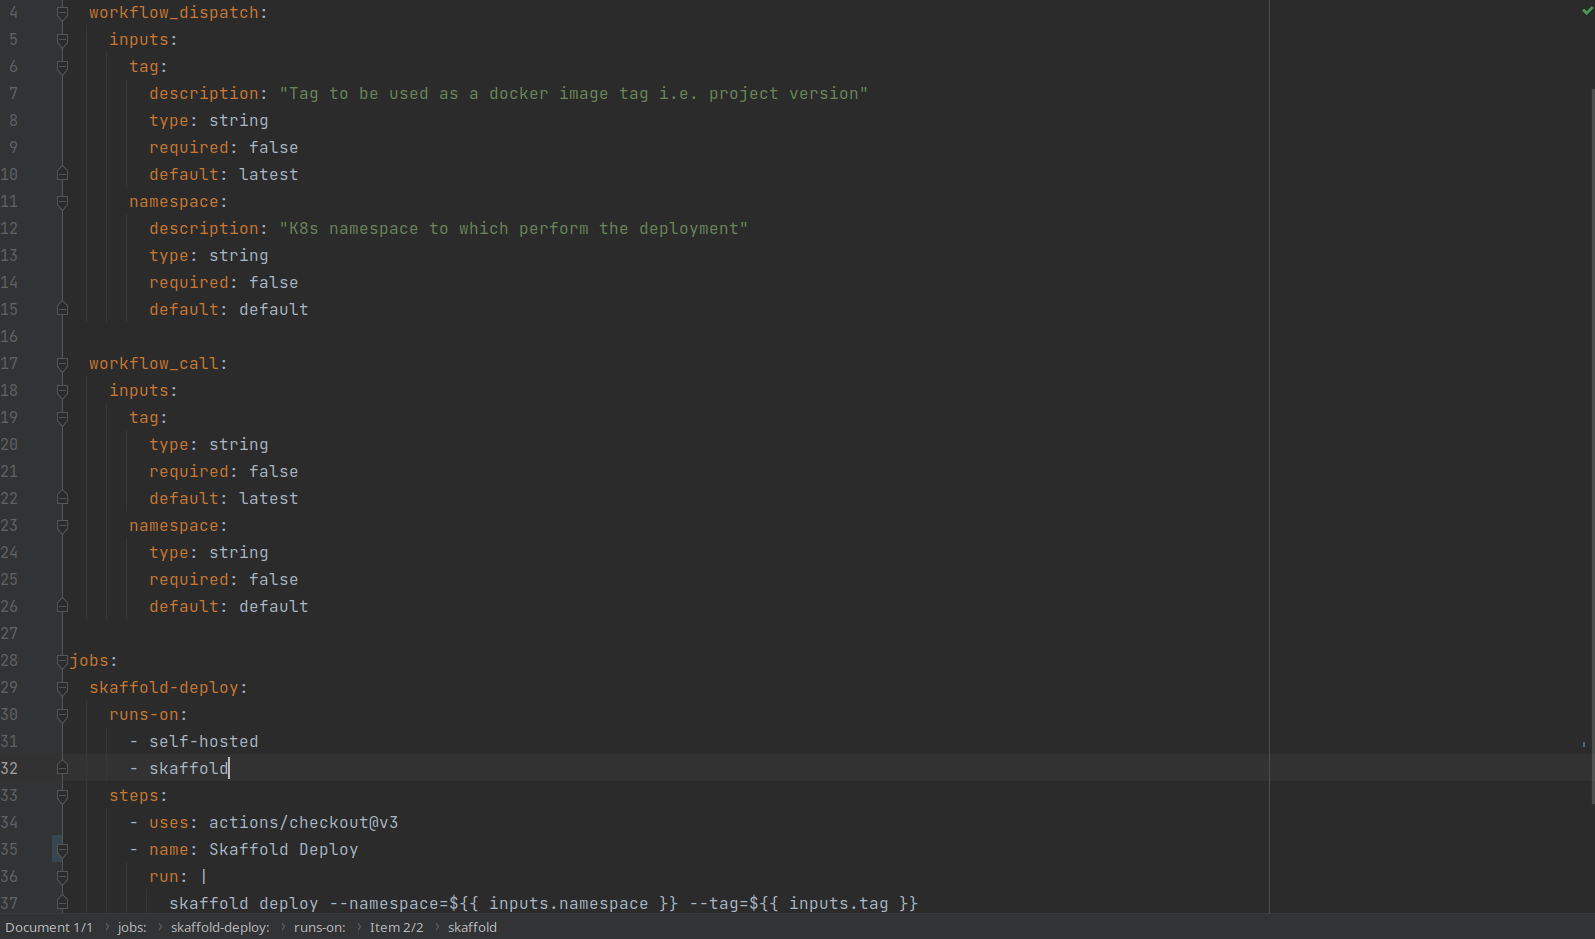 4 workflow_dispatch:
5 inputs:
6 tag:
7 description: "Tag to be used as a docker image tag i.e. project version"
8 type: string
9 required: false
10 default: latest
11 namespace:
12 description: "K8s namespace to which perform the deployment"
13 type: string
14 required: false
15 default: default
16
17 workflow_call:
18 inputs:
19 tag:
20 type: string
21 required: false
22 default: latest
23 namespace:
24 type: string
25 required: false
26 default: default
27
28 jobs:
29 skaffold-deploy:
30 runs-on:
31 - self-hosted
32 - skaffold
33 steps:
34 - uses: actions/checkout@v3
35 - name: Skaffold Deploy
36 run: |
37 skaffold deploy --namespace=${{ inputs.namespace }} --tag=${{ inputs.tag }}
Document 1/1 › jobs: › skaffold-deploy: › runs-on: › Item 2/2 › skaffold